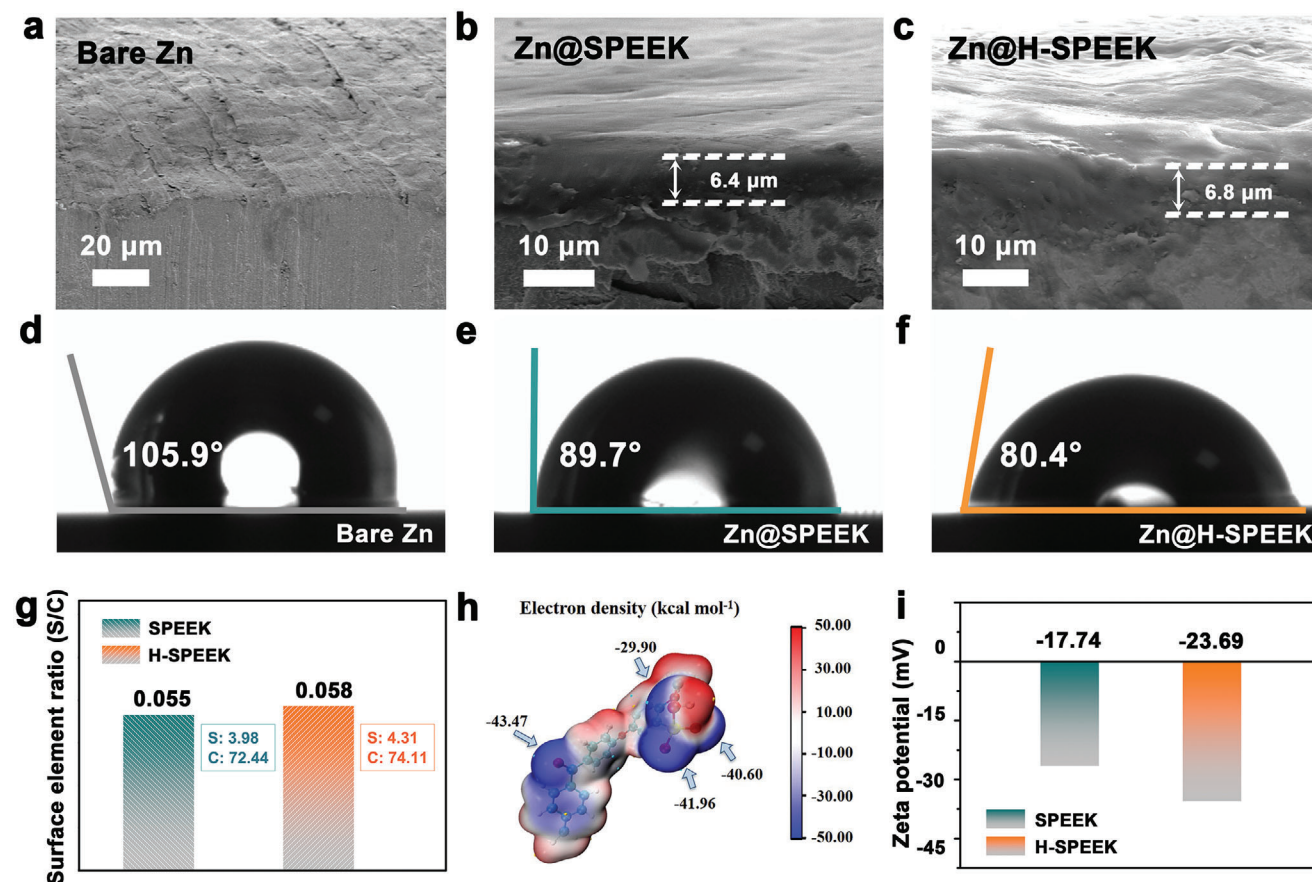 a
Bare Zn
20 µm
b
Zn@SPEEK
6.4 µm
10 µm
c
Zn@H-SPEEK
6.8 µm
10 µm
d
105.9°
Bare Zn
e
89.7°
Zn@SPEEK
f
80.4°
Zn@H-SPEEK
g
Surface element ratio (S/C)
SPEEK
H-SPEEK
0.055
0.058
S: 3.98
C: 72.44
S: 4.31
C: 74.11
h
Electron density (kcal mol⁻¹)
-29.90
-43.47
-40.60
-41.96
50.00
30.00
10.00
-10.00
-30.00
-50.00
i
Zeta potential (mV)
-17.74
-23.69
0
-15
-30
-45
SPEEK
H-SPEEK